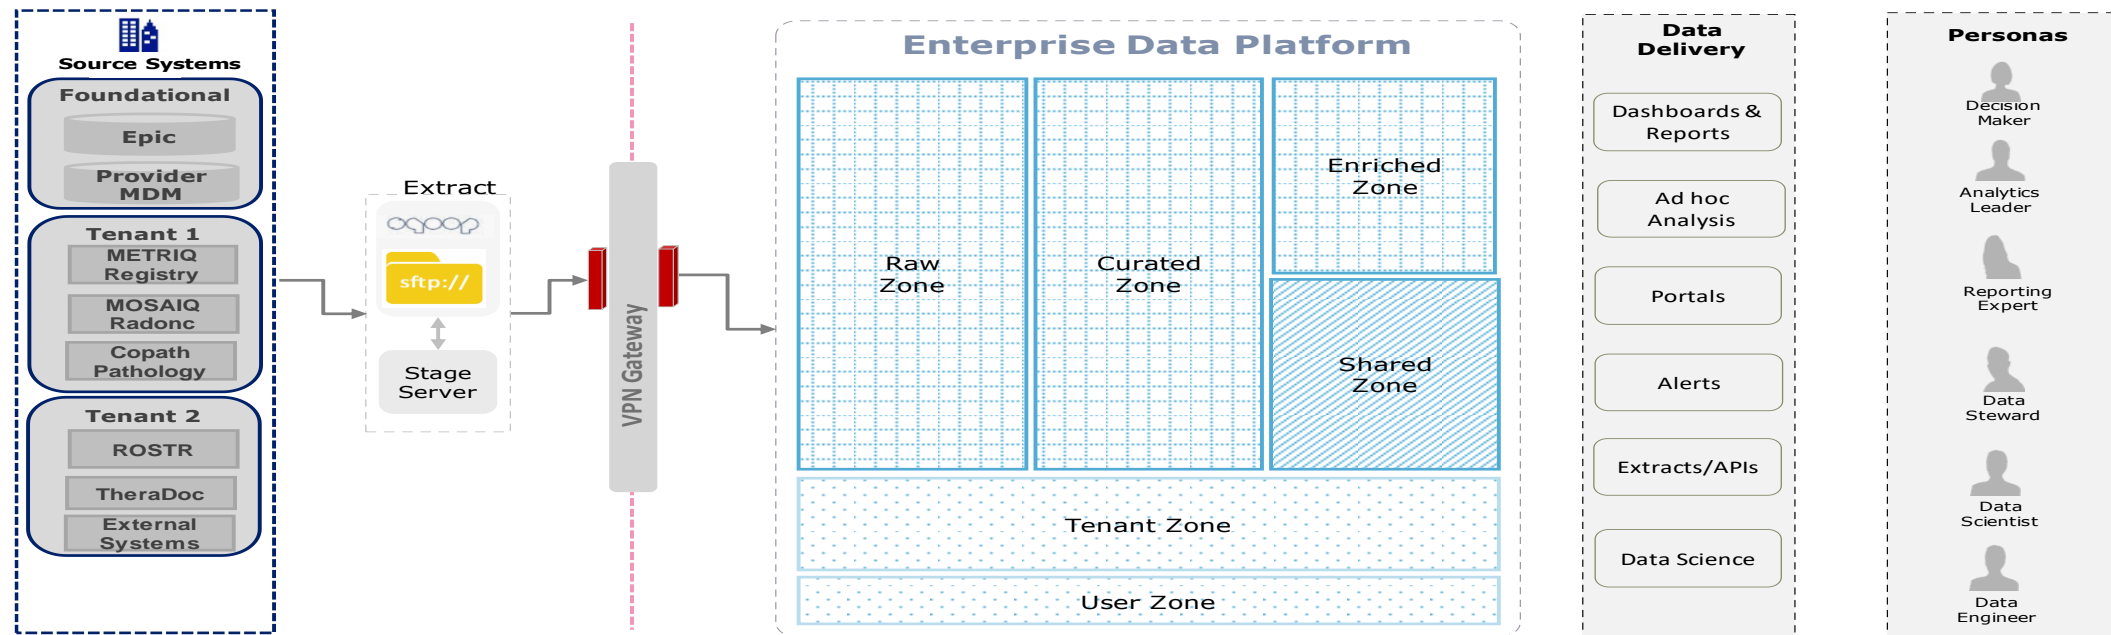 Source Systems
Foundational
Epic
Provider
MDM
Tenant 1
METRIQ
Registry
MOSAIQ
Radonc
Copath
Pathology
Tenant 2
ROSTR
TheraDoc
External
Systems
Extract
sqoop
sftp://
Stage
Server
VPN Gateway
Enterprise Data Platform
Raw
Zone
Curated
Zone
Enriched
Zone
Shared
Zone
Tenant Zone
User Zone
Data
Delivery
Dashboards &
Reports
Ad hoc
Analysis
Portals
Alerts
Extracts/APIs
Data Science
Personas
Decision
Maker
Analytics
Leader
Reporting
Expert
Data
Steward
Data
Scientist
Data
Engineer